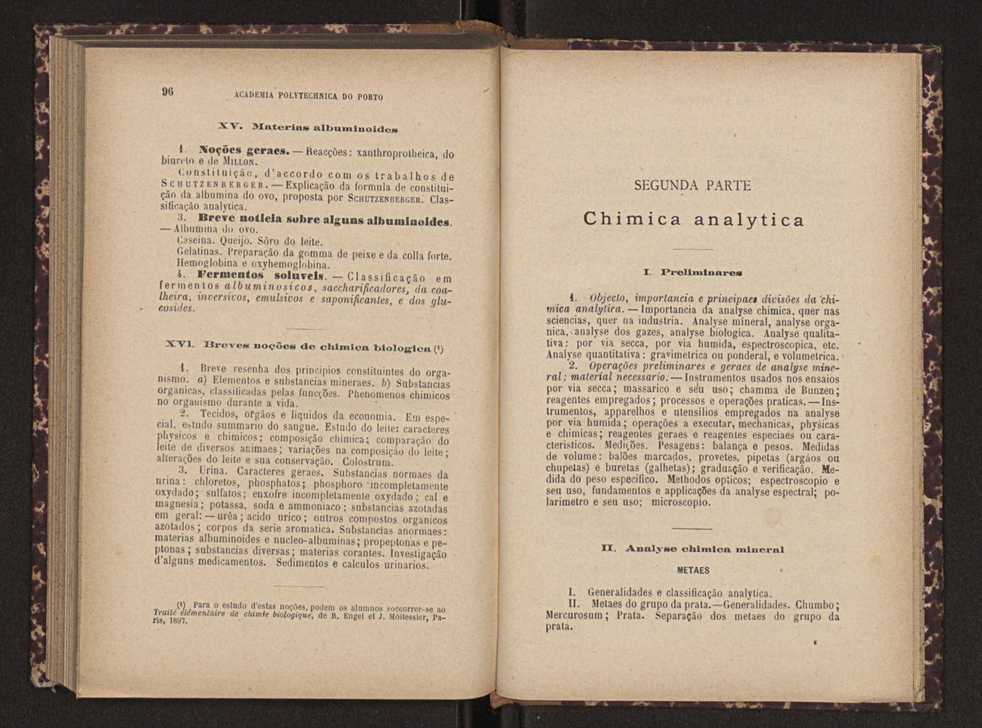 96
ACADEMIA POLYTECHNICA DO PORTO
XV. Materias albuminoides
1. Noções geraes. — Reacções: xanthroprotheica, do
biureto e de MILLON.
Constituição, d'accordo com os trabalhos de
SCHUTZENBERGER. — Explicação da formula de constitui-
ção da albumina do ovo, proposta por SCHUTZENBERGER. Clas-
sificação analytica.
3. Breve noticia sobre alguns albuminoides.
— Albumina do ovo.
Caseina. Queijo. Sôro do leite.
Gelatinas. Preparação da gomma de peixe e da colla forte.
Hemoglobina e oxyhemoglobina.
4. Fermentos soluveis. — Classificação em
fermentos albuminosicos, saccharificadores, da coa-
lheira, inversivos, emulsivos e saponificantes, e dos glu-
cosides.
XVI. Breves noções de chimica biologica (¹)
1. Breve resenha dos principios constituintes do orga-
nismo. a) Elementos e substancias mineraes. b) Substancias
organicas, classificadas pelas funcções. Phenomenos chimicos
no organismo durante a vida.
2. Tecidos, orgãos e liquidos da economia. Em espe-
cial, estudo summario do sangue. Estudo do leite: caracteres
physicos e chimicos; composição chimica; comparação do
leite de diversos animaes; variações na composição do leite;
alterações do leite e sua conservação. Colostrum.
3. Urina. Caracteres geraes. Substancias normaes da
urina: chloretos, phosphatos; phosphoro incompletamente
oxydado; sulfatos; enxofre incompletamente oxydado; cal e
magnesia; potassa, soda e ammoniaco; substancias azotadas
em geral: — urêa; acido urico; outros compostos organicos
azotados; corpos da serie aromatica. Substancias anormaes:
materias albuminoides e nucleo-albuminas; propeptonas e pe-
ptonas; substancias diversas; materias corantes. Investigação
d'alguns medicamentos. Sedimentos e calculos urinarios.
(¹) Para o estudo d'estas noções, podem os alumnos soccorrer-se ao
Traité élémentaire de chimie biologique, de R. Engel et J. Moitessier, Pa-
ris, 1897.
SEGUNDA PARTE
Chimica analytica
I. Preliminares
1. Objecto, importancia e principaes divisões da chi-
mica analytica. — Importancia da analyse chimica, quer nas
sciencias, quer na industria. Analyse mineral, analyse orga-
nica, analyse dos gazes, analyse biologica. Analyse qualita-
tiva: por via secca, por via humida, espectroscopica, etc.
Analyse quantitativa: gravimetrica ou ponderal, e volumetrica.
2. Operações preliminares e geraes de analyse mine-
ral; material necessario. — Instrumentos usados nos ensaios
por via secca; massarico e seu uso; chamma de Bunzen;
reagentes empregados; processos e operações praticas. — Ins-
trumentos, apparelhos e utensilios empregados na analyse
por via humida; operações a executar, mechanicas, physicas
e chimicas; reagentes geraes e reagentes especiaes ou cara-
cteristicos. Medições. Pesagens: balança e pesos. Medidas
de volume: balões marcados, provetes, pipetas (argáos ou
chupetas) e buretas (galhetas); graduação e verificação. Me-
dida do peso especifico. Methodos opticos; espectroscopio e
seu uso, fundamentos e applicações da analyse espectral; po-
larimetro e seu uso; microscopio.
II. Analyse chimica mineral
METAES
I. Generalidades e classificação analytica.
II. Metaes do grupo da prata. — Generalidades. Chumbo;
Mercurosum; Prata. Separação dos metaes do grupo da
prata.